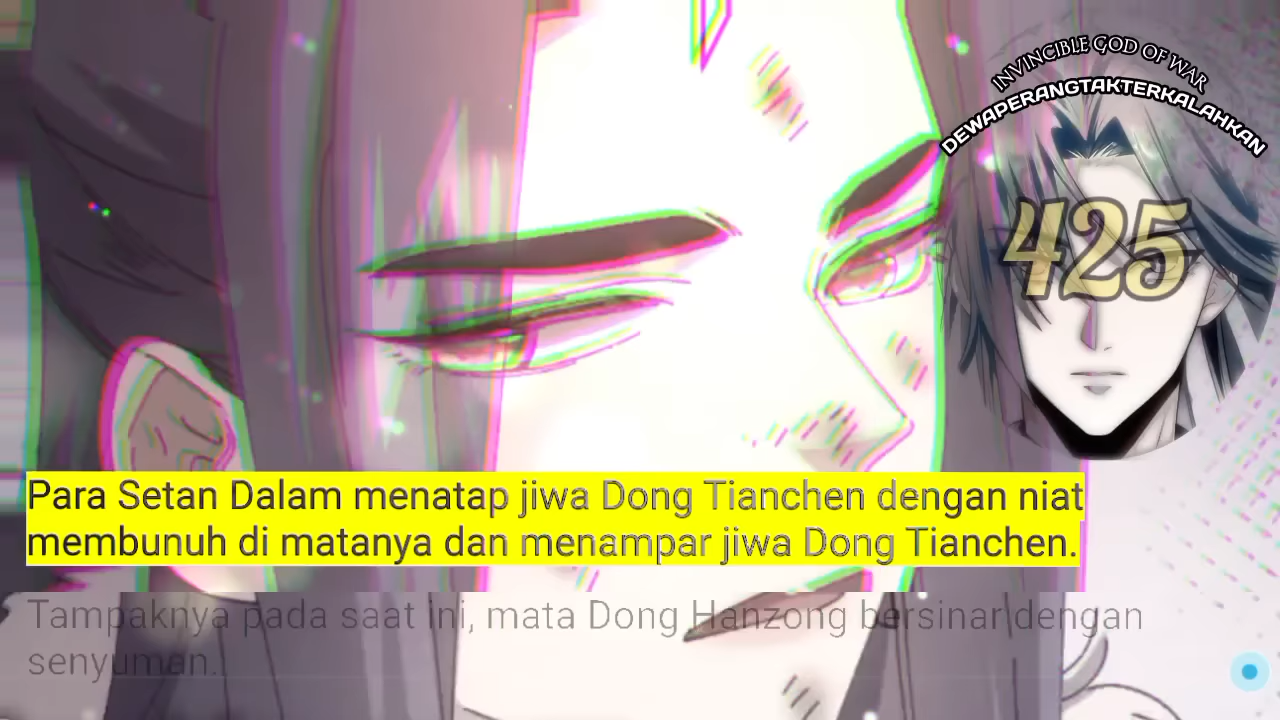 INVINCIBLE GOD OF WAR
DEWAPERANGTAKTERKALAHKAN
425
Para Setan Dalam menatap jiwa Dong Tianchen dengan niat
membunuh di matanya dan menampar jiwa Dong Tianchen.
Tampaknya pada saat ini, mata Dong Hanzong bersinar dengan
senyuman..